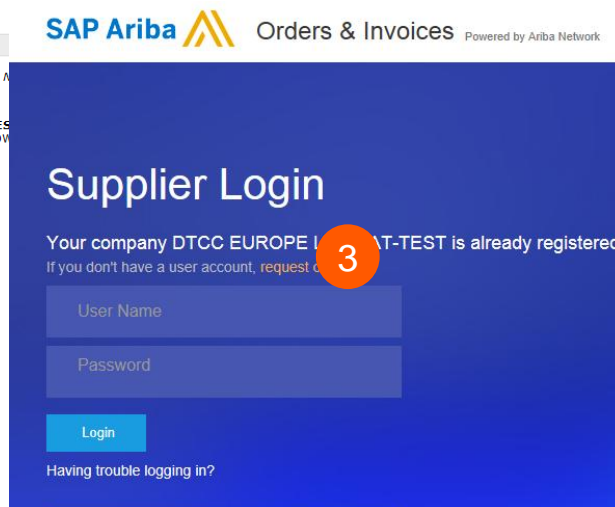 SAP Ariba Orders & Invoices Powered by Ariba Network
Supplier Login
Your company DTCC EUROPE L 3 AT-TEST is already registered
If you don't have a user account, request
User Name
Password
Login
Having trouble logging in?